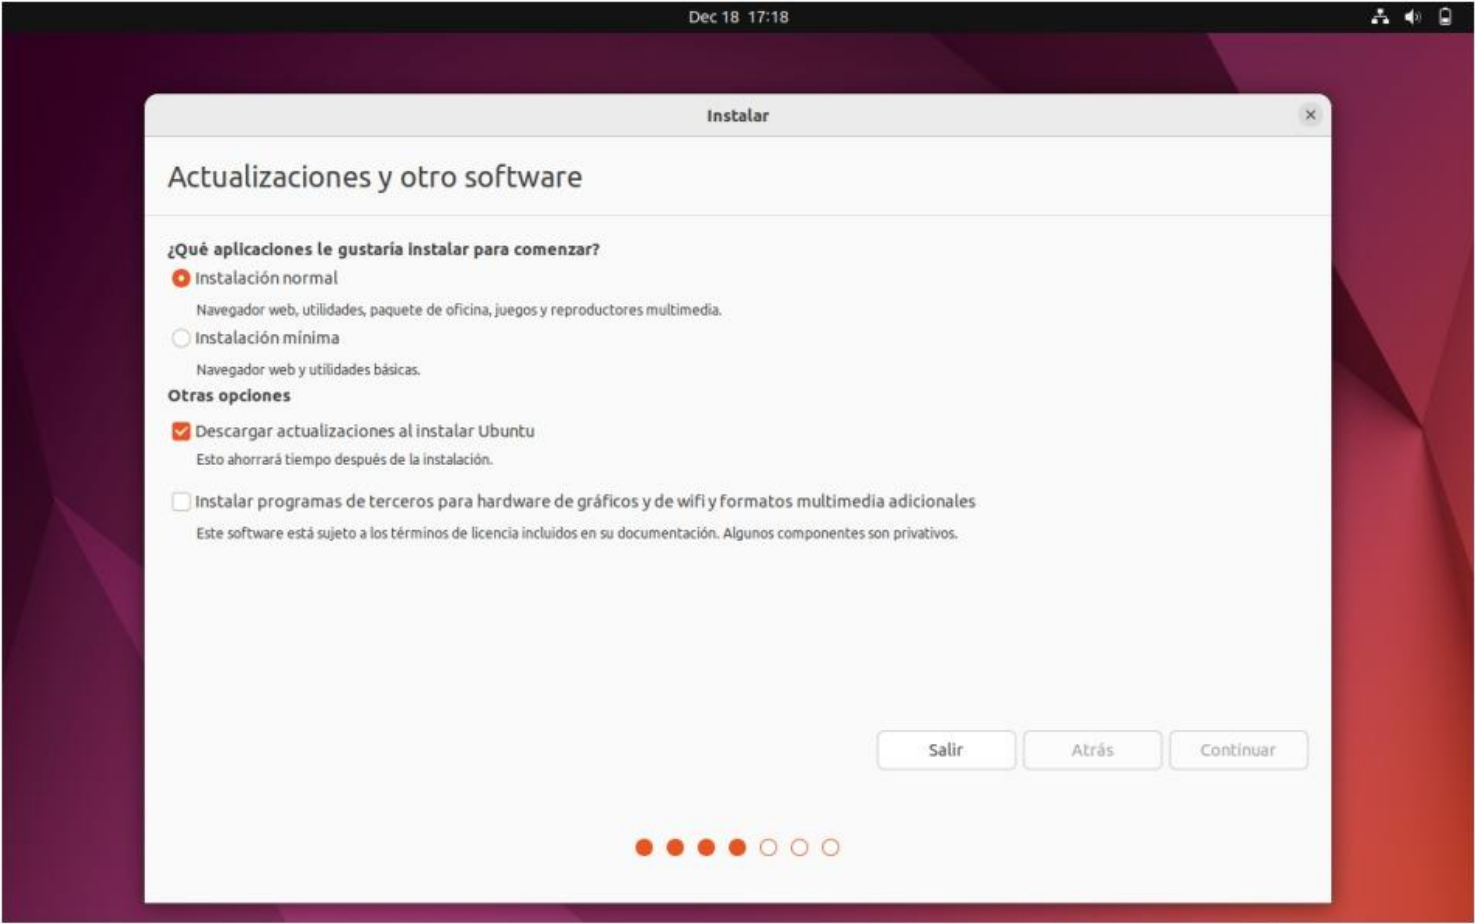 Dec 18 17:18
Instalar
Actualizaciones y otro software
¿Qué aplicaciones le gustaría instalar para comenzar?
Instalación normal
Navegador web, utilidades, paquete de oficina, juegos y reproductores multimedia.
Instalación mínima
Navegador web y utilidades básicas.
Otras opciones
Descargar actualizaciones al instalar Ubuntu
Esto ahorrará tiempo después de la instalación.
Instalar programas de terceros para hardware de gráficos y de wifi y formatos multimedia adicionales
Este software está sujeto a los términos de licencia incluidos en su documentación. Algunos componentes son privativos.
Salir
Atrás
Continuar